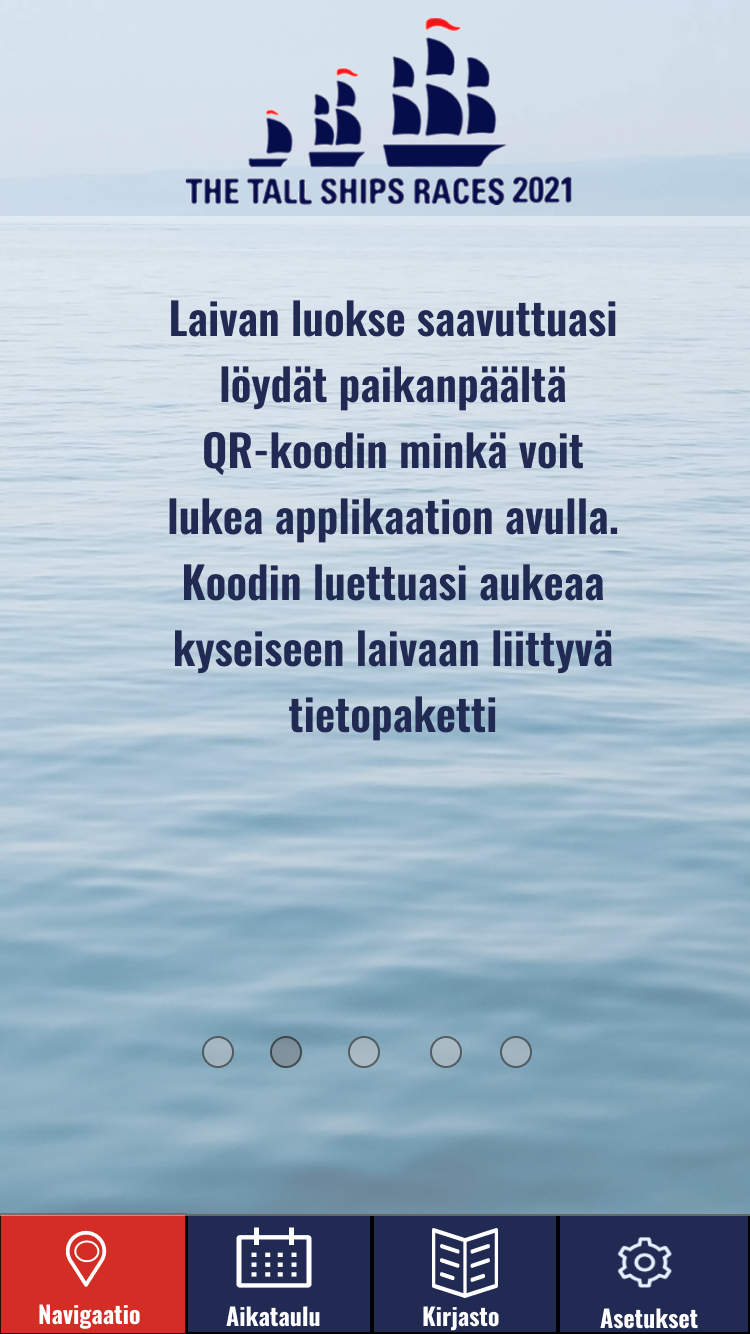 THE TALL SHIPS RACES 2021
Laivan luokse saavuttuasi
löydät paikanpäältä
QR-koodin minkä voit
lukea applikaation avulla.
Koodin luettuasi aukeaa
kyseiseen laivaan liittyvä
tietopaketti
Navigaatio
Aikataulu
Kirjasto
Asetukset